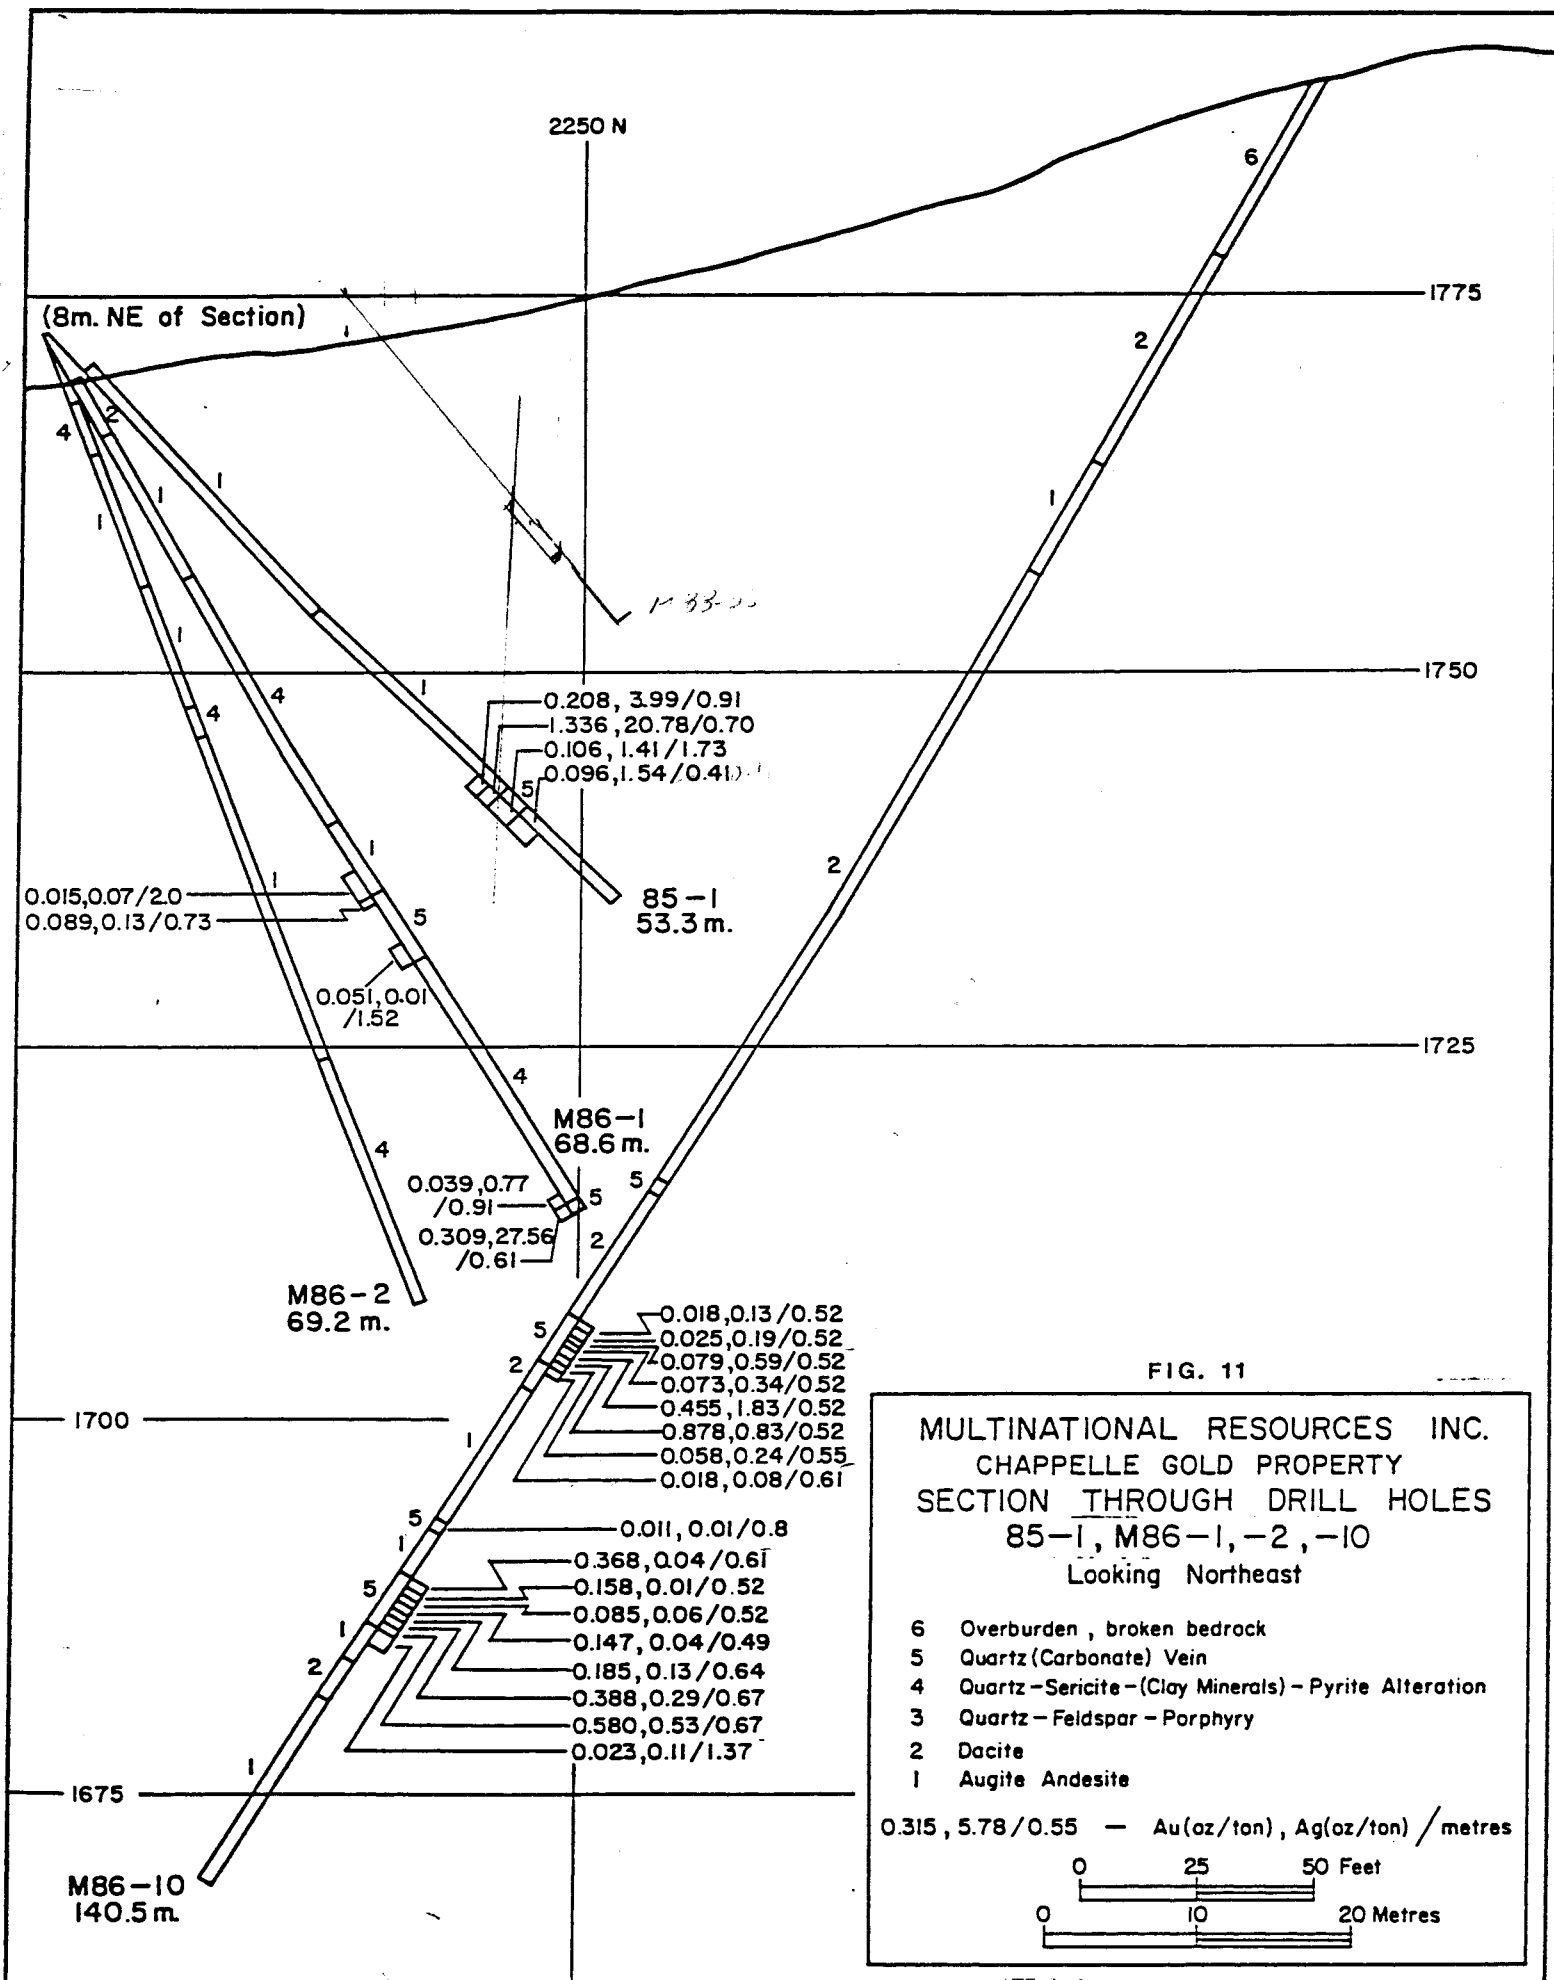 2250 N
6
1775
(8m. NE of Section)
1
2
2
4
1
1
1
1
1
M-83-
1750
4
4
1
0.208, 3.99/0.91
1.336, 20.78/0.70
0.106, 1.41/1.73
0.096, 1.54/0.41
5
1
1
2
0.015, 0.07/2.0
0.089, 0.13/0.73
5
85-1
53.3 m.
0.051, 0.01
/1.52
1725
4
M86-1
68.6 m.
4
0.039, 0.77
/0.91
5
5
0.309, 27.56
/0.61
2
M86-2
69.2 m.
5
2
0.018, 0.13/0.52
0.025, 0.19/0.52
0.079, 0.59/0.52
0.073, 0.34/0.52
0.455, 1.83/0.52
0.878, 0.83/0.52
0.058, 0.24/0.55
0.018, 0.08/0.61
1700
1
5
0.011, 0.01/0.8
1
5
0.368, 0.04/0.61
0.158, 0.01/0.52
0.085, 0.06/0.52
0.147, 0.04/0.49
0.185, 0.13/0.64
0.388, 0.29/0.67
0.580, 0.53/0.67
0.023, 0.11/1.37
1
2
1
1675
M86-10
140.5 m.
FIG. 11
MULTINATIONAL RESOURCES INC.
CHAPPELLE GOLD PROPERTY
SECTION THROUGH DRILL HOLES
85-1, M86-1, -2, -10
Looking Northeast
6 Overburden, broken bedrock
5 Quartz (Carbonate) Vein
4 Quartz-Sericite-(Clay Minerals)-Pyrite Alteration
3 Quartz-Feldspar-Porphyry
2 Dacite
1 Augite Andesite
0.315, 5.78/0.55 — Au(oz/ton), Ag(oz/ton)/metres
0 25 50 Feet
0 10 20 Metres